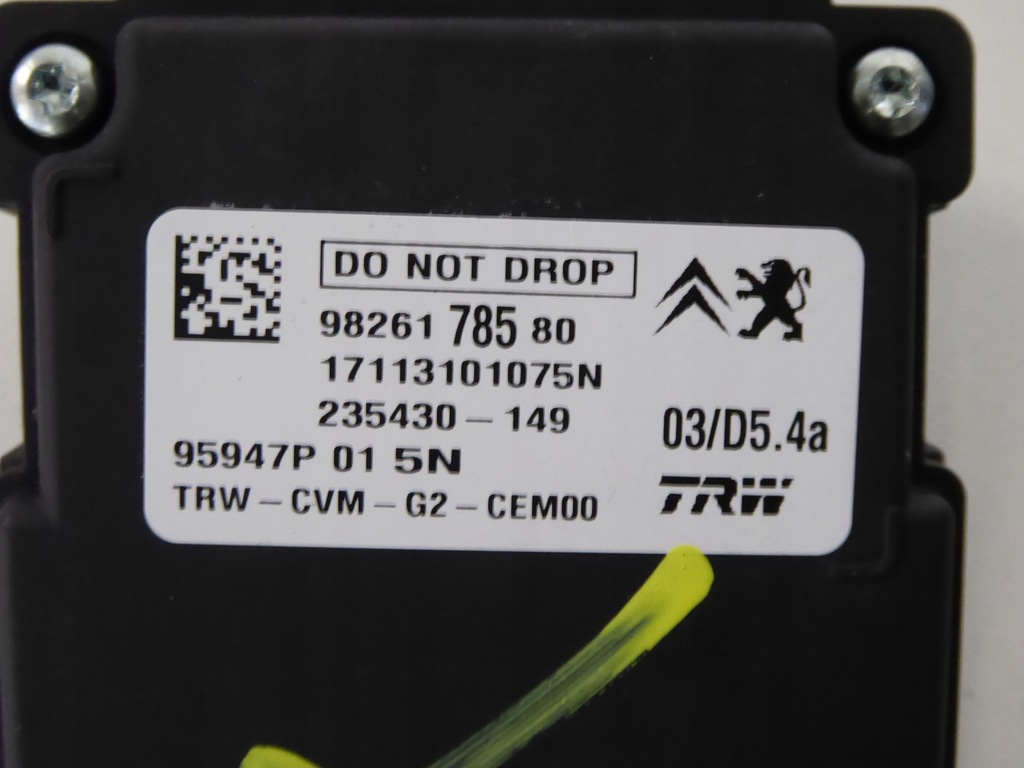 DO NOT DROP
98261 785 80
17113101075N
235430-149
03/D5.4a
95947P 01 5N
TRW-CVM-G2-CEM00
TRW